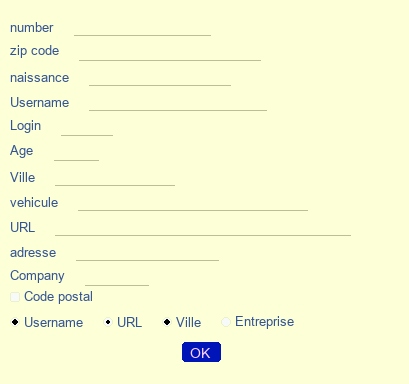 number
zip code
naissance
Username
Login
Age
Ville
vehicule
URL
adresse
Company
Code postal
Username URL Ville Entreprise
OK